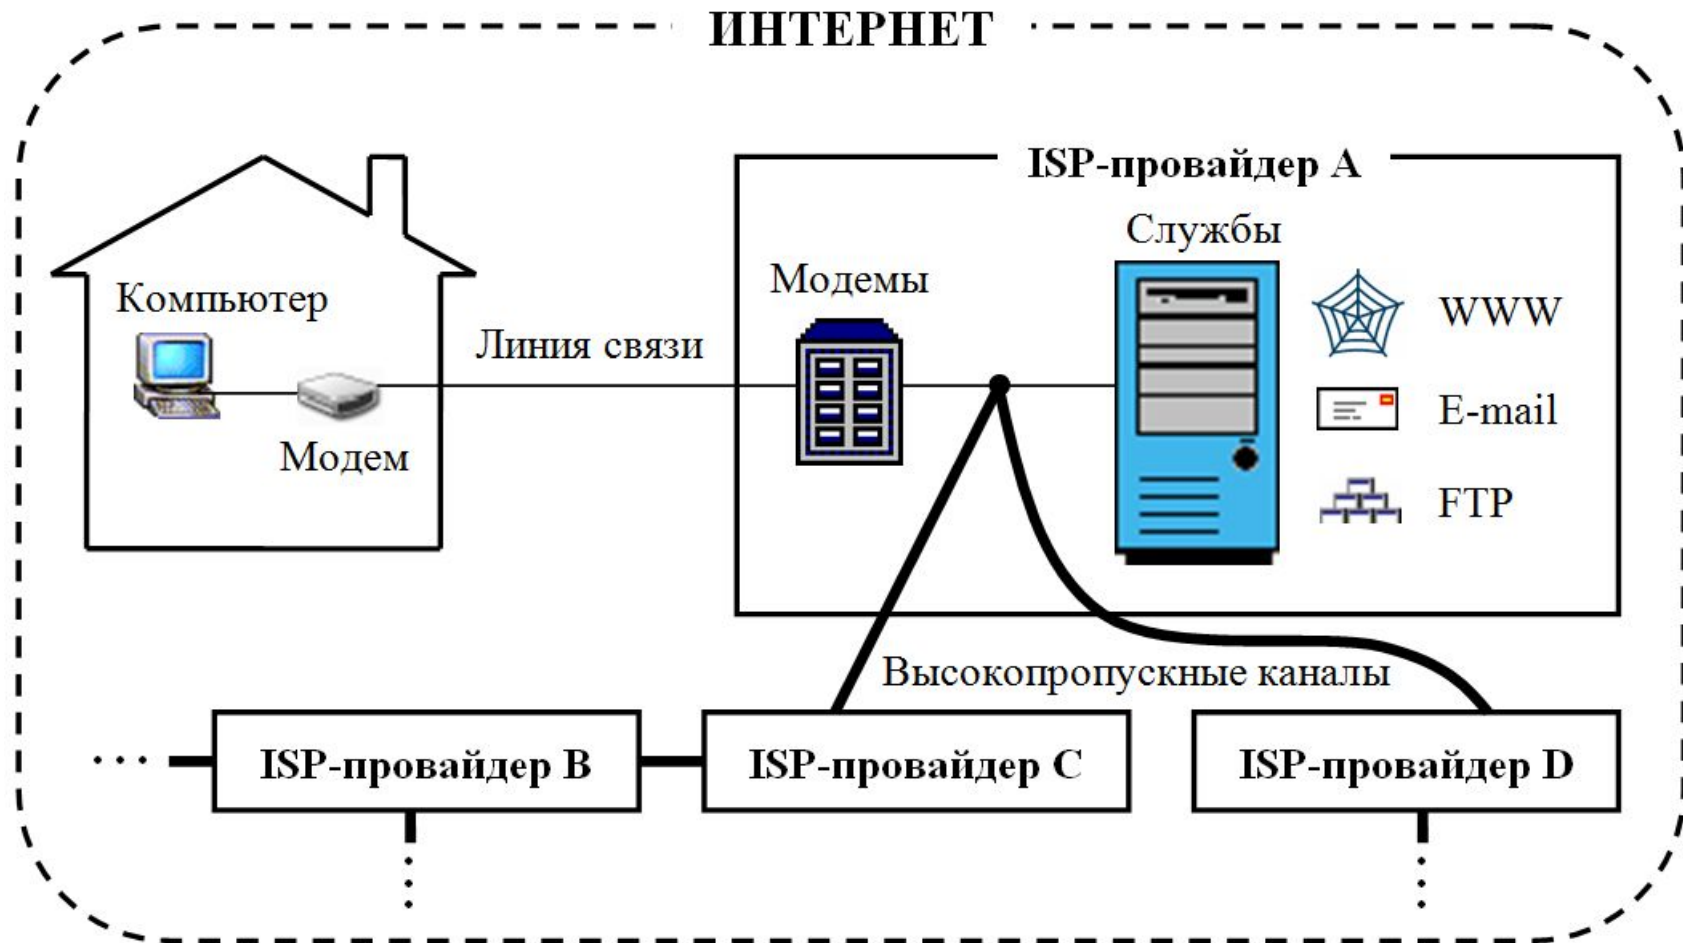 ИНТЕРНЕТ
ISP-провайдер A
Службы
Модемы
Компьютер
WWW
Линия связи
E-mail
Модем
FTP
Высокопропускные каналы
ISP-провайдер B
ISP-провайдер C
ISP-провайдер D